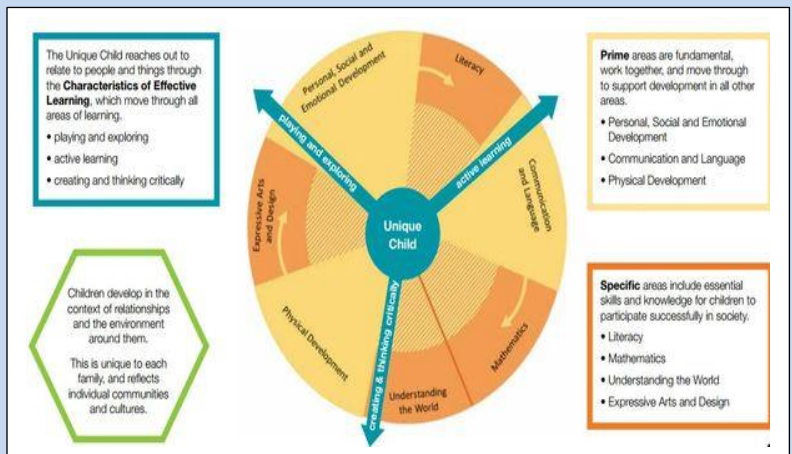 The Unique Child reaches out to
relate to people and things through
the Characteristics of Effective
Learning, which move through all
areas of learning.
• playing and exploring
• active learning
• creating and thinking critically
Children develop in the
context of relationships
and the environment
around them.
This is unique to each
family, and reflects
individual communities
and cultures.
Personal, Social and
Emotional Development
Literacy
playing and exploring
active learning
Expressive Arts
and Design
Unique
Child
Communication
and Language
Physical Development
creating & thinking critically
Mathematics
Understanding
the World
Prime areas are fundamental,
work together, and move through
to support development in all other
areas.
• Personal, Social and Emotional
Development
• Communication and Language
• Physical Development
Specific areas include essential
skills and knowledge for children to
participate successfully in society.
• Literacy
• Mathematics
• Understanding the World
• Expressive Arts and Design